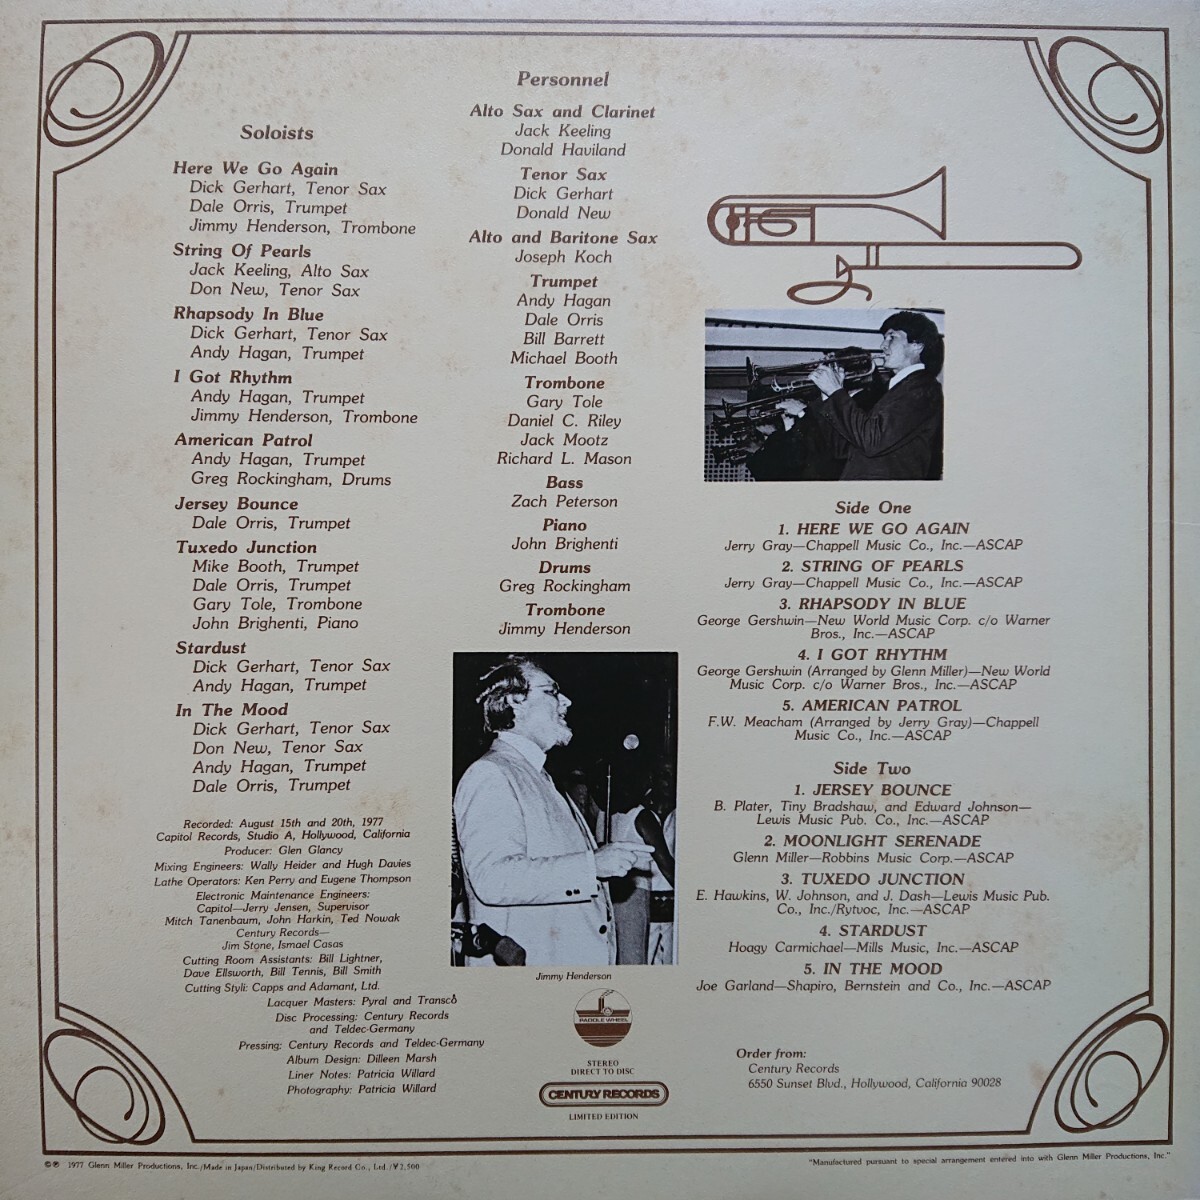 Soloists
Here We Go Again
Dick Gerhart, Tenor Sax
Dale Orris, Trumpet
Jimmy Henderson, Trombone
String Of Pearls
Jack Keeling, Alto Sax
Don New, Tenor Sax
Rhapsody In Blue
Dick Gerhart, Tenor Sax
Andy Hagan, Trumpet
I Got Rhythm
Andy Hagan, Trumpet
Jimmy Henderson, Trombone
American Patrol
Andy Hagan, Trumpet
Greg Rockingham, Drums
Jersey Bounce
Dale Orris, Trumpet
Tuxedo Junction
Mike Booth, Trumpet
Dale Orris, Trumpet
Gary Tole, Trombone
John Brighenti, Piano
Stardust
Dick Gerhart, Tenor Sax
Andy Hagan, Trumpet
In The Mood
Dick Gerhart, Tenor Sax
Don New, Tenor Sax
Andy Hagan, Trumpet
Dale Orris, Trumpet
Recorded: August 15th and 20th, 1977
Capitol Records, Studio A, Hollywood, California
Producer: Glen Glancy
Mixing Engineers: Wally Heider and Hugh Davies
Lathe Operators: Ken Perry and Eugene Thompson
Electronic Maintenance Engineers:
Capitol—Jerry Jensen, Supervisor
Mitch Tanenbaum, John Harkin, Ted Nowak
Century Records—
Jim Stone, Ismael Casas
Cutting Room Assistants: Bill Lightner,
Dave Ellsworth, Bill Tennis, Bill Smith
Cutting Styli: Capps and Adamant, Ltd.
Lacquer Masters: Pyral and Transco
Disc Processing: Century Records
and Teldec-Germany
Pressing: Century Records and Teldec-Germany
Album Design: Dilleen Marsh
Liner Notes: Patricia Willard
Photography: Patricia Willard
Personnel
Alto Sax and Clarinet
Jack Keeling
Donald Haviland
Tenor Sax
Dick Gerhart
Donald New
Alto and Baritone Sax
Joseph Koch
Trumpet
Andy Hagan
Dale Orris
Bill Barrett
Michael Booth
Trombone
Gary Tole
Daniel C. Riley
Jack Mootz
Richard L. Mason
Bass
Zach Peterson
Piano
John Brighenti
Drums
Greg Rockingham
Trombone
Jimmy Henderson
Jimmy Henderson
PADDLE WHEEL
STEREO
DIRECT TO DISC
CENTURY RECORDS
LIMITED EDITION
Side One
1. HERE WE GO AGAIN
Jerry Gray—Chappell Music Co., Inc.—ASCAP
2. STRING OF PEARLS
Jerry Gray—Chappell Music Co., Inc.—ASCAP
3. RHAPSODY IN BLUE
George Gershwin—New World Music Corp. c/o Warner
Bros., Inc.—ASCAP
4. I GOT RHYTHM
George Gershwin (Arranged by Glenn Miller)—New World
Music Corp. c/o Warner Bros., Inc.—ASCAP
5. AMERICAN PATROL
F.W. Meacham (Arranged by Jerry Gray)—Chappell
Music Co., Inc.—ASCAP
Side Two
1. JERSEY BOUNCE
B. Plater, Tiny Bradshaw, and Edward Johnson—
Lewis Music Pub. Co., Inc.—ASCAP
2. MOONLIGHT SERENADE
Glenn Miller—Robbins Music Corp.—ASCAP
3. TUXEDO JUNCTION
E. Hawkins, W. Johnson, and J. Dash—Lewis Music Pub.
Co., Inc./Rytvoc, Inc.—ASCAP
4. STARDUST
Hoagy Carmichael—Mills Music, Inc.—ASCAP
5. IN THE MOOD
Joe Garland—Shapiro, Bernstein and Co., Inc.—ASCAP
Order from:
Century Records
6550 Sunset Blvd., Hollywood, California 90028
©℗ 1977 Glenn Miller Productions, Inc./Made in Japan/Distributed by King Record Co., Ltd./¥2,500
"Manufactured pursuant to special arrangement entered into with Glenn Miller Productions, Inc."